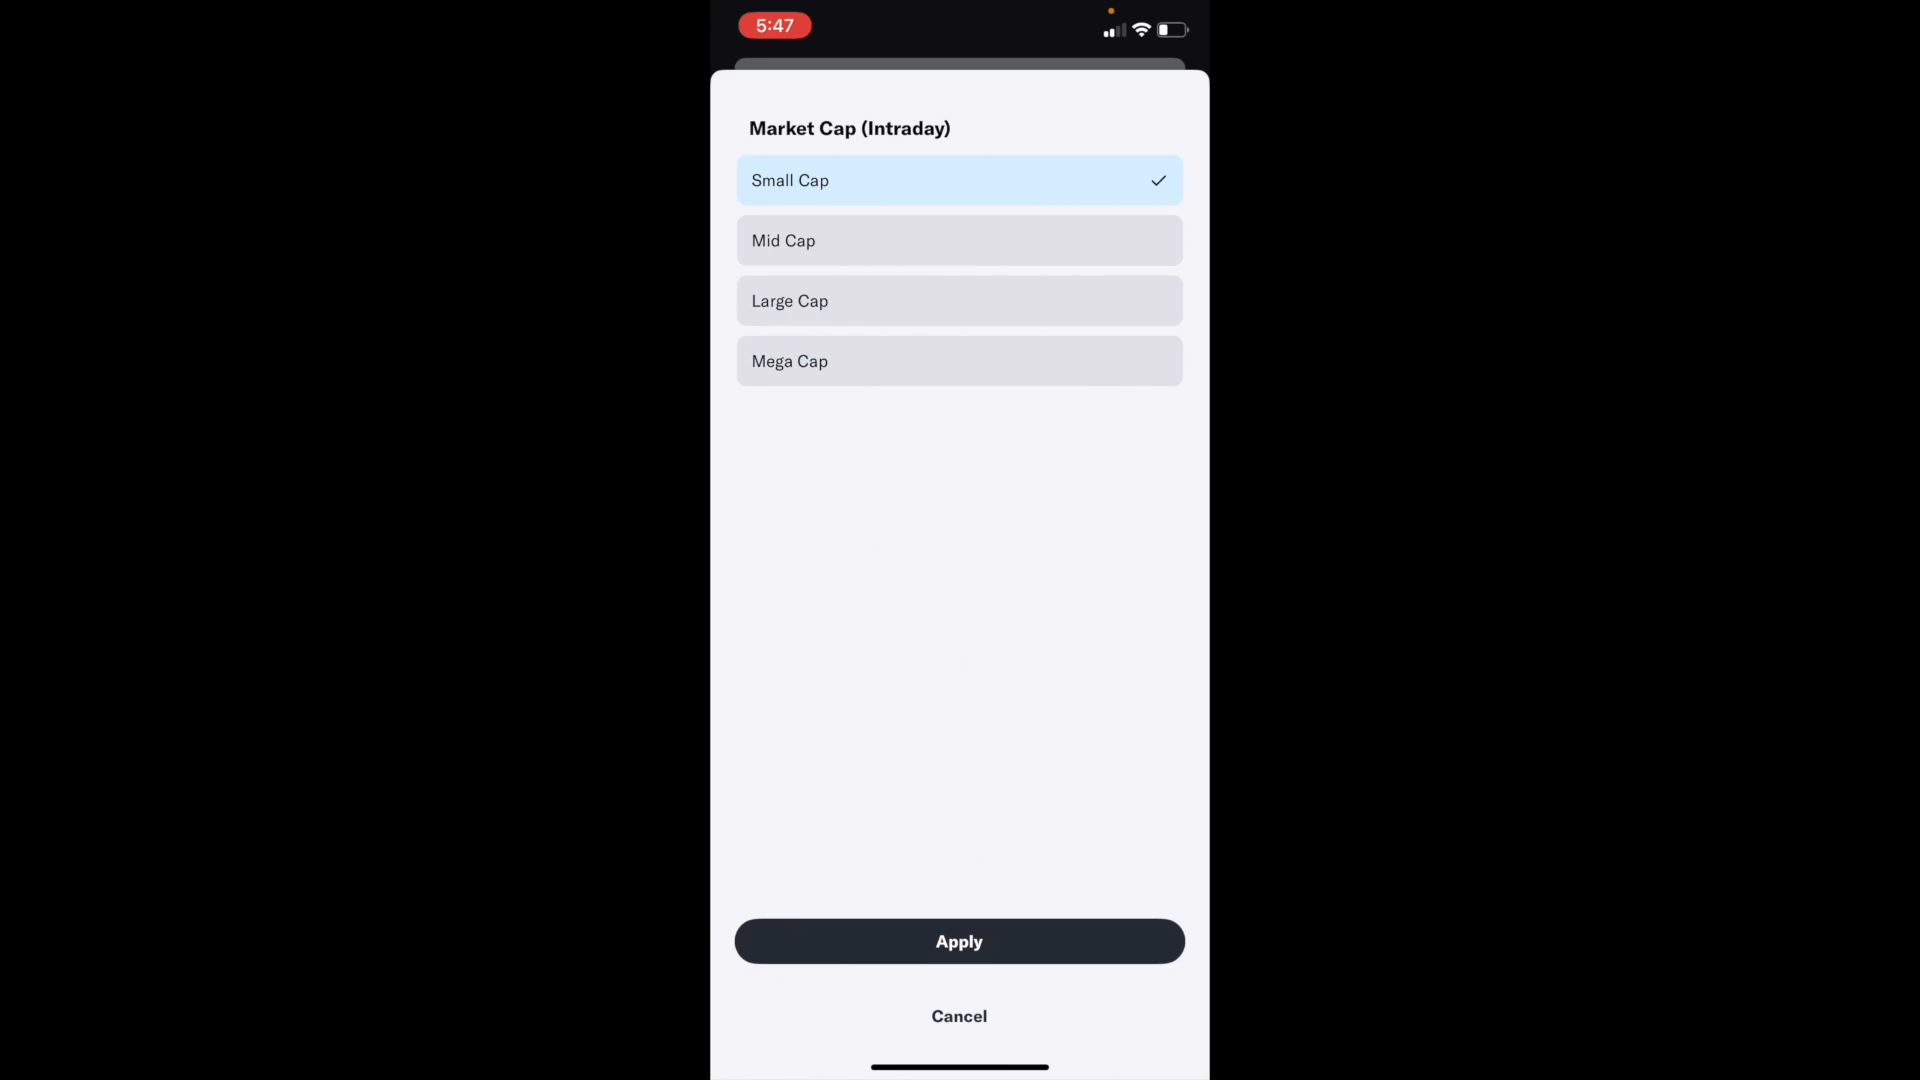 5:47
Market Cap (Intraday)
Small Cap
Mid Cap
Large Cap
Mega Cap
Apply
Cancel